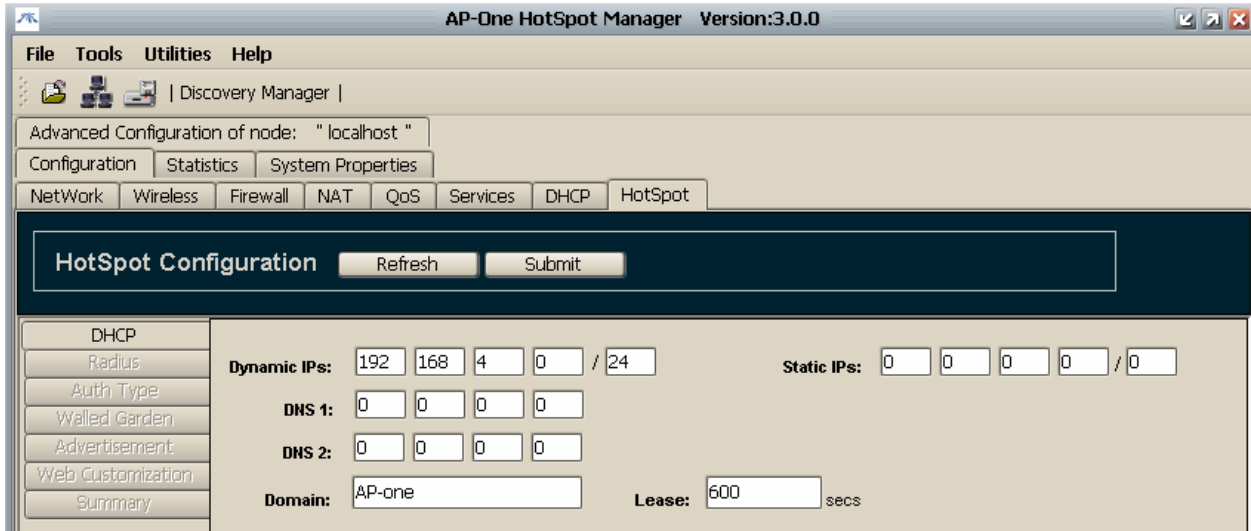 AP-One HotSpot Manager Version:3.0.0
File Tools Utilities Help
| Discovery Manager |
Advanced Configuration of node: " localhost "
Configuration Statistics System Properties
NetWork Wireless Firewall NAT QoS Services DHCP HotSpot
HotSpot Configuration Refresh Submit
DHCP
Radius
Auth Type
Walled Garden
Advertisement
Web Customization
Summary
Dynamic IPs: 192 168 4 0 / 24 Static IPs: 0 0 0 0 / 0
DNS 1: 0 0 0 0
DNS 2: 0 0 0 0
Domain: AP-one Lease: 600 secs